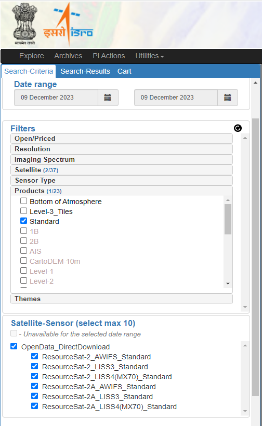 इसरो isro
Explore Archives PI Actions Utilities
Search Criteria Search Results Cart
Date range
09 December 2023 09 December 2023
Filters
Open/Priced
Resolution
Imaging Spectrum
Satellite (2/37)
Sensor Type
Products (1/23)
Bottom of Atmosphere
Level-3_Tiles
Standard
1B
2B
AIS
CartoDEM-10m
Level-1
Level 2
Themes
Satellite-Sensor (select max 10)
- Unavailable for the selected date range
OpenData_DirectDownload
ResourceSat-2_AWIFS_Standard
ResourceSat-2_LISS3_Standard
ResourceSat-2_LISS4(MX70)_Standard
ResourceSat-2A_AWIFS_Standard
ResourceSat-2A_LISS3_Standard
ResourceSat-2A_LISS4(MX70)_Standard